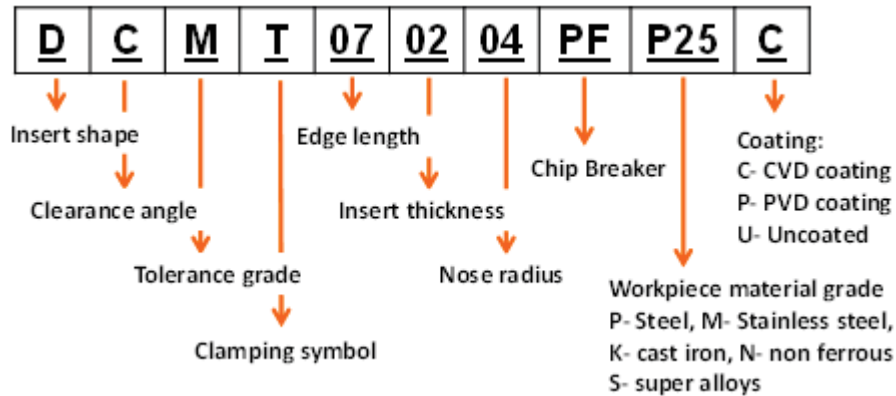 D C M T 07 02 04 PF P25 C
Insert shape
Edge length
Coating:
C- CVD coating
P- PVD coating
U- Uncoated
Chip Breaker
Clearance angle
Insert thickness
Tolerance grade
Nose radius
Workpiece material grade
P- Steel, M- Stainless steel,
K- cast iron, N- non ferrous
S- super alloys
Clamping symbol